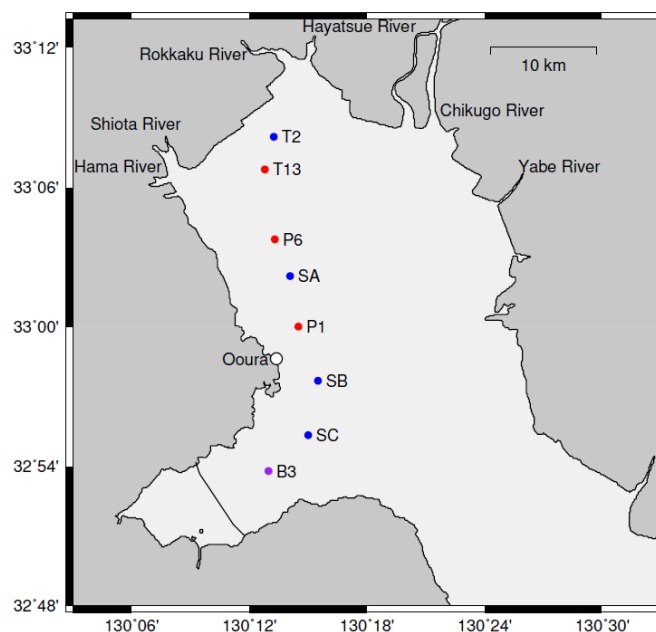 Hayatsue River
33˚12'
Rokkaku River
10 km
Chikugo River
Shiota River
T2
Hama River
T13
Yabe River
33˚06'
P6
SA
33˚00'
P1
Ooura
SB
SC
32˚54'
B3
32˚48'
130˚06'
130˚12'
130˚18'
130˚24'
130˚30'